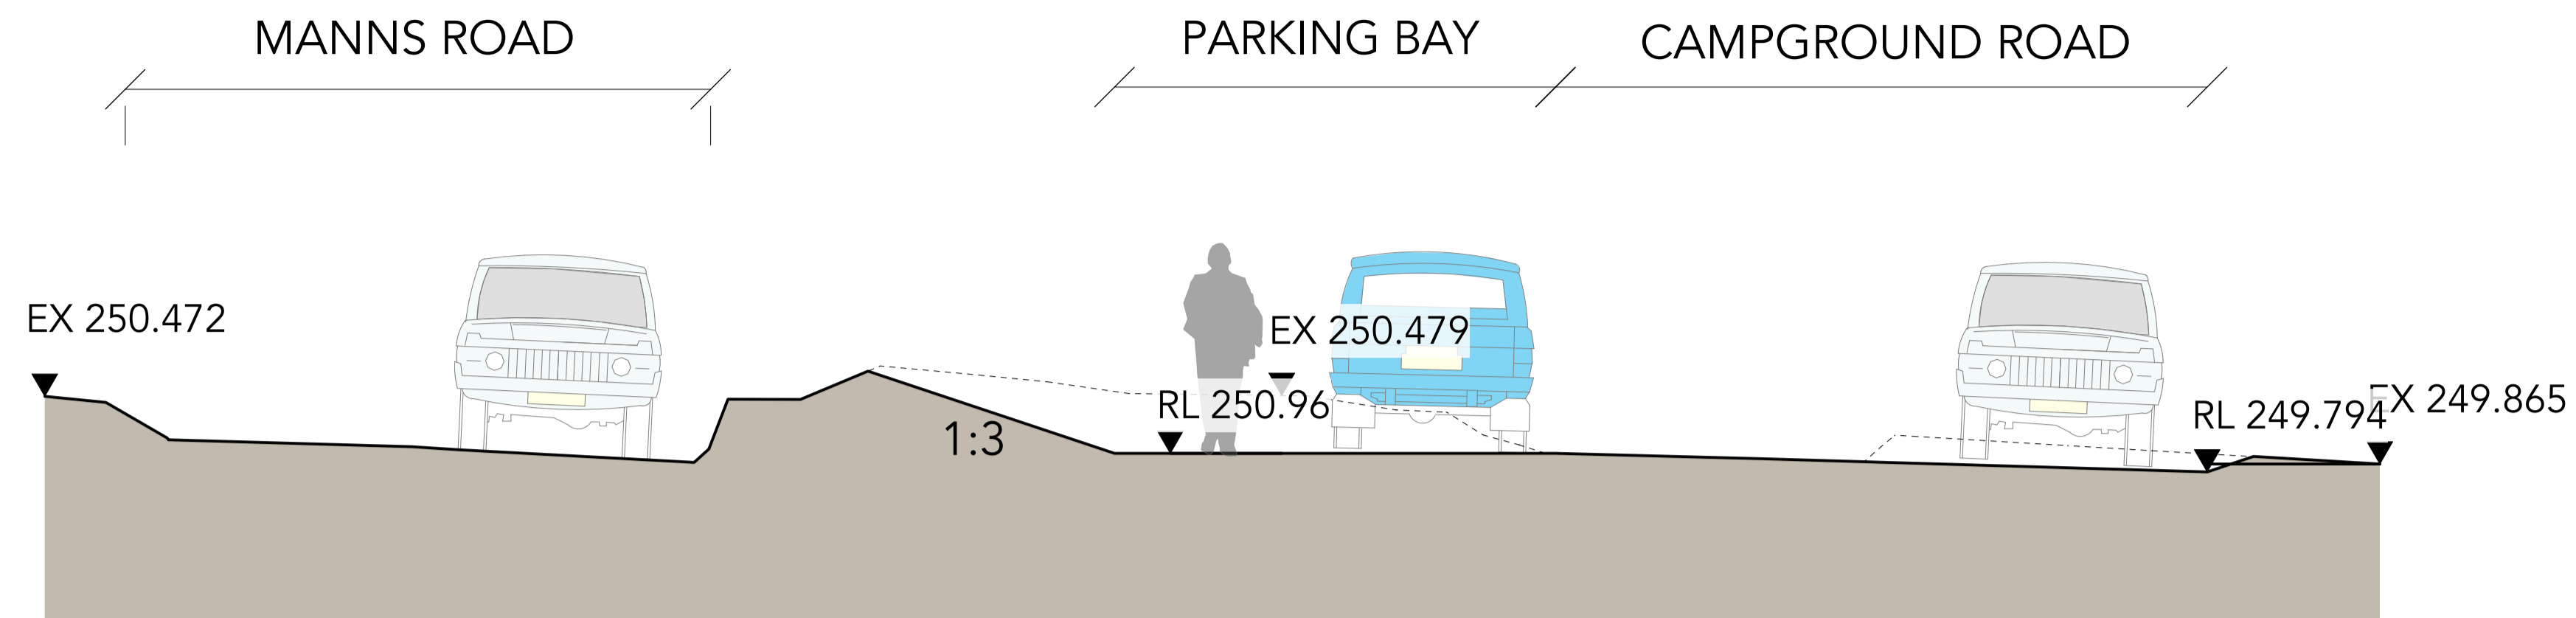 MANNS ROAD
PARKING BAY
CAMPGROUND ROAD
EX 250.472
EX 250.479
RL 250.96
1:3
RL 249.794
EX 249.865